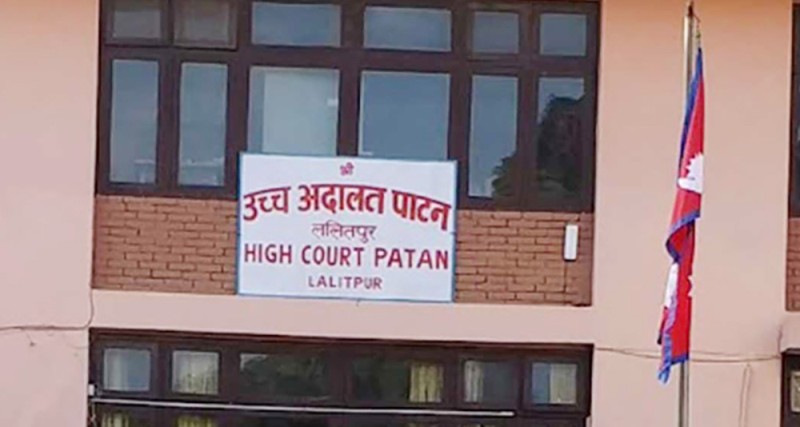 श्री
उच्च अदालत पाटन
ललितपुर
HIGH COURT PATAN
LALITPUR